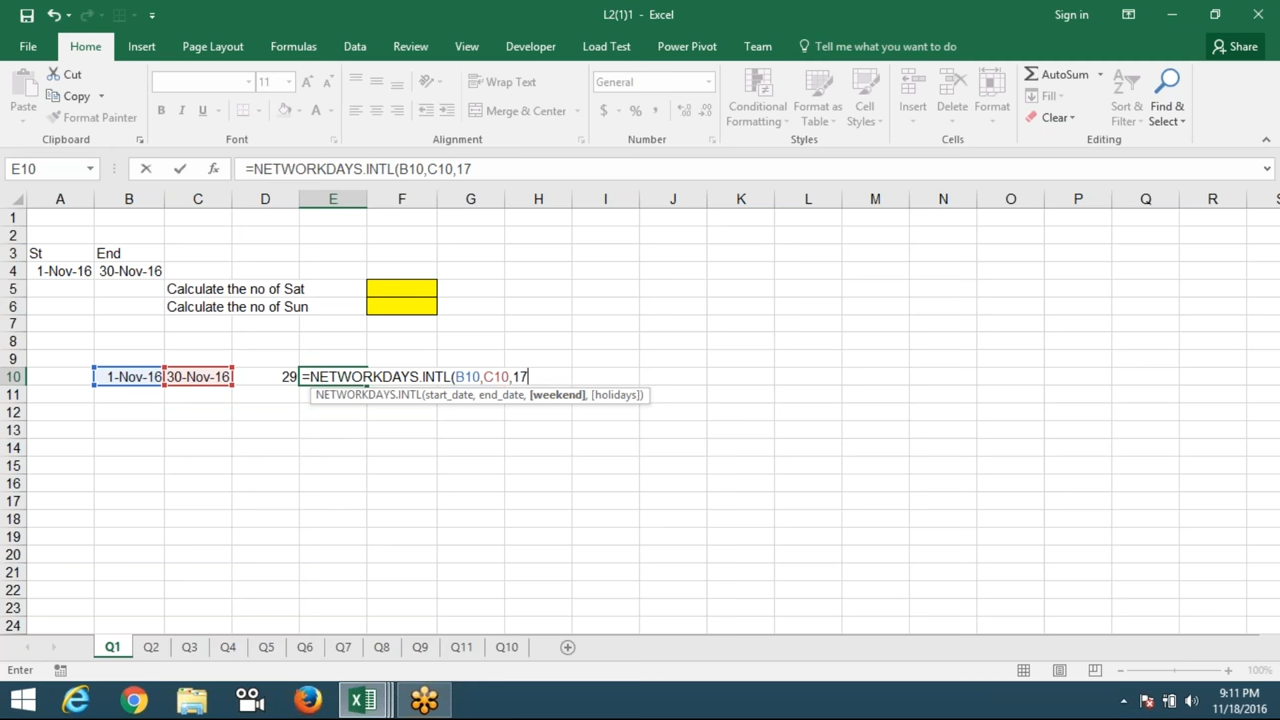 L2(1)1 - Excel
Sign in
File Home Insert Page Layout Formulas Data Review View Developer Load Test Power Pivot Team Tell me what you want to do Share
Paste
Cut
Copy
Format Painter
Clipboard
11
B I U
Font
Wrap Text
Merge & Center
Alignment
General
$ % ,
Number
Conditional Formatting
Format as Table
Cell Styles
Styles
Insert
Delete
Format
Cells
AutoSum
Fill
Clear
Sort & Filter
Find & Select
Editing
E10
fx
=NETWORKDAYS.INTL(B10,C10,17
A B C D E F G H I J K L M N O P Q R S
1
2
3 St End
4 1-Nov-16 30-Nov-16
5 Calculate the no of Sat
6 Calculate the no of Sun
7
8
9
10 1-Nov-16 30-Nov-16 29 =NETWORKDAYS.INTL(B10,C10,17
11 NETWORKDAYS.INTL(start_date, end_date, [weekend], [holidays])
12
13
14
15
16
17
18
19
20
21
22
23
24
Q1 Q2 Q3 Q4 Q5 Q6 Q7 Q8 Q9 Q11 Q10
Enter
100%
9:11 PM
11/18/2016